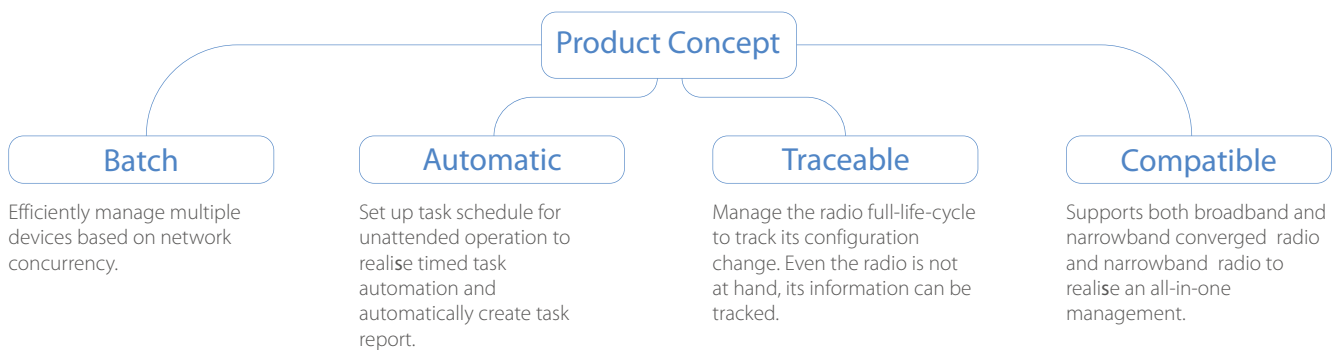 Product Concept
Batch
Efficiently manage multiple
devices based on network
concurrency.
Automatic
Set up task schedule for
unattended operation to
realise timed task
automation and
automatically create task
report.
Traceable
Manage the radio full-life-cycle
to track its configuration
change. Even the radio is not
at hand, its information can be
tracked.
Compatible
Supports both broadband and
narrowband converged radio
and narrowband radio to
realise an all-in-one
management.